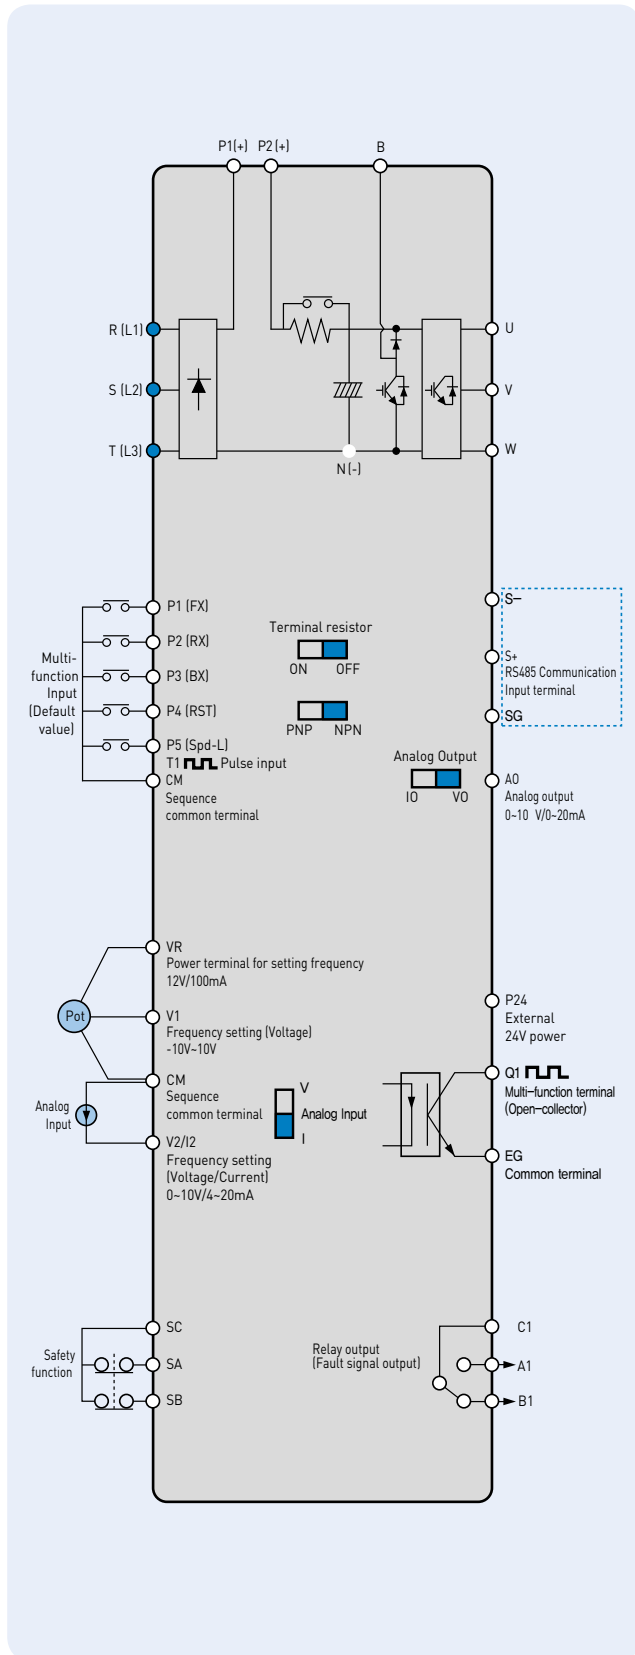 P1(+) P2(+) B
R (L1)
S (L2)
T (L3)
U
V
W
N (-)
Multi-
function
Input
(Default
value)
P1 (FX)
P2 (RX)
P3 (BX)
P4 (RST)
P5 (Spd-L)
T1 Pulse input
CM
Sequence
common terminal
Terminal resistor
ON OFF
PNP NPN
Analog Output
IO VO
S−
S+
RS485 Communication
Input terminal
SG
AO
Analog output
0~10 V/0~20mA
VR
Power terminal for setting frequency
12V/100mA
Pot
V1
Frequency setting (Voltage)
-10V~10V
CM
Sequence
common terminal
Analog
Input
V2/I2
Frequency setting
(Voltage/Current)
0~10V/4~20mA
V
Analog Input
I
P24
External
24V power
Q1
Multi-function terminal
(Open-collector)
EG
Common terminal
Safety
function
SC
SA
SB
Relay output
(Fault signal output)
C1
A1
B1